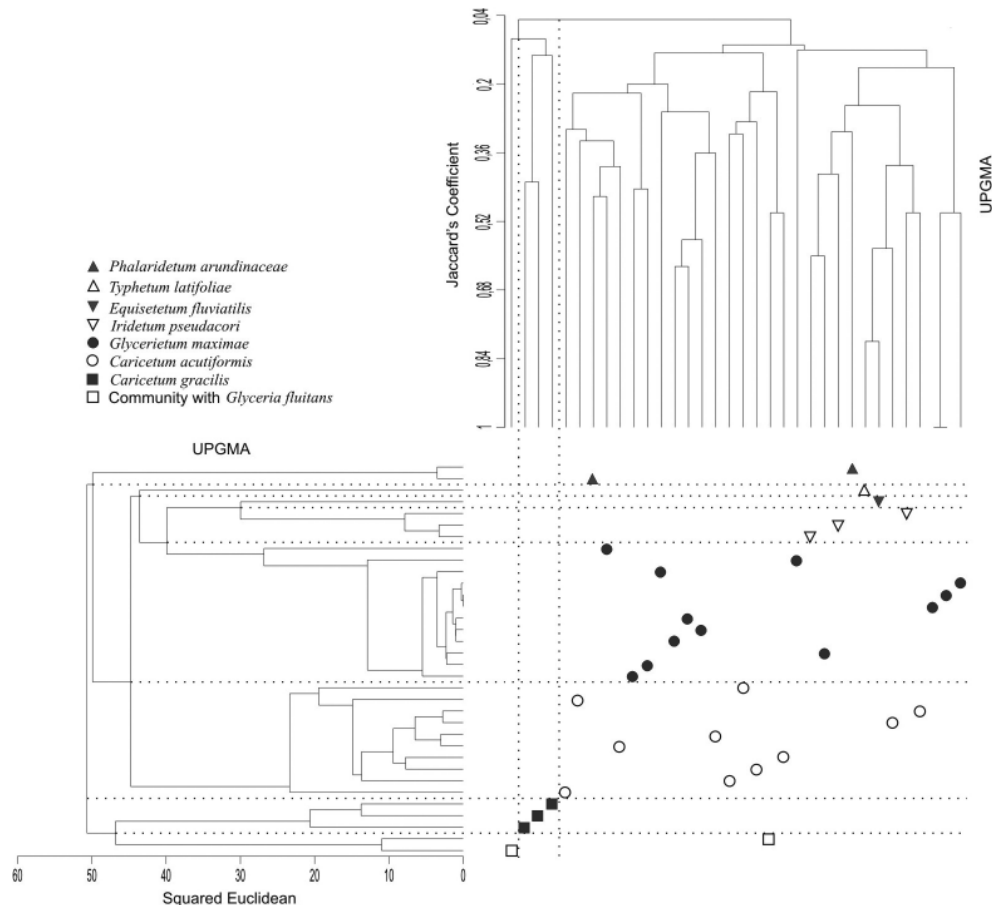 0,04
0,2
0,36
0,52
0,68
0,84
1
Jaccard's Coefficient
UPGMA
Phalaridetum arundinaceae
Typhetum latifoliae
Equisetetum fluviatilis
Iridetum pseudacori
Glycerietum maximae
Caricetum acutiformis
Caricetum gracilis
Community with Glyceria fluitans
UPGMA
60 50 40 30 20 10 0
Squared Euclidean